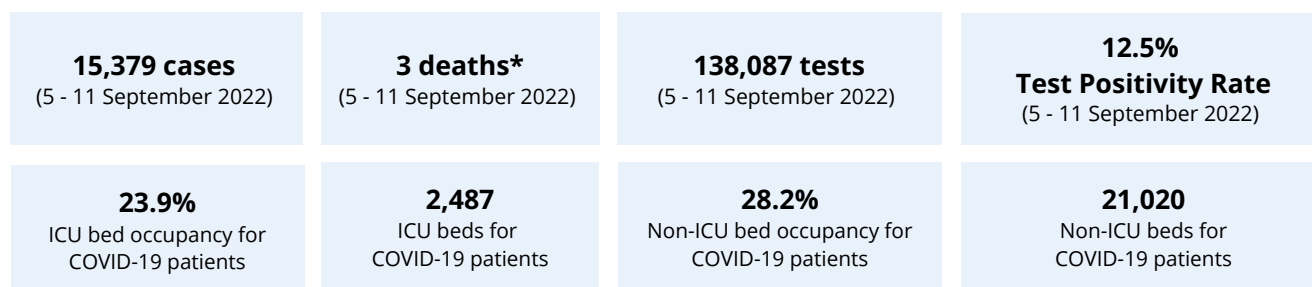 15,379 cases
(5 - 11 September 2022)
3 deaths*
(5 - 11 September 2022)
138,087 tests
(5 - 11 September 2022)
12.5%
Test Positivity Rate
(5 - 11 September 2022)
23.9%
ICU bed occupancy for
COVID-19 patients
2,487
ICU beds for
COVID-19 patients
28.2%
Non-ICU bed occupancy for
COVID-19 patients
21,020
Non-ICU beds for
COVID-19 patients